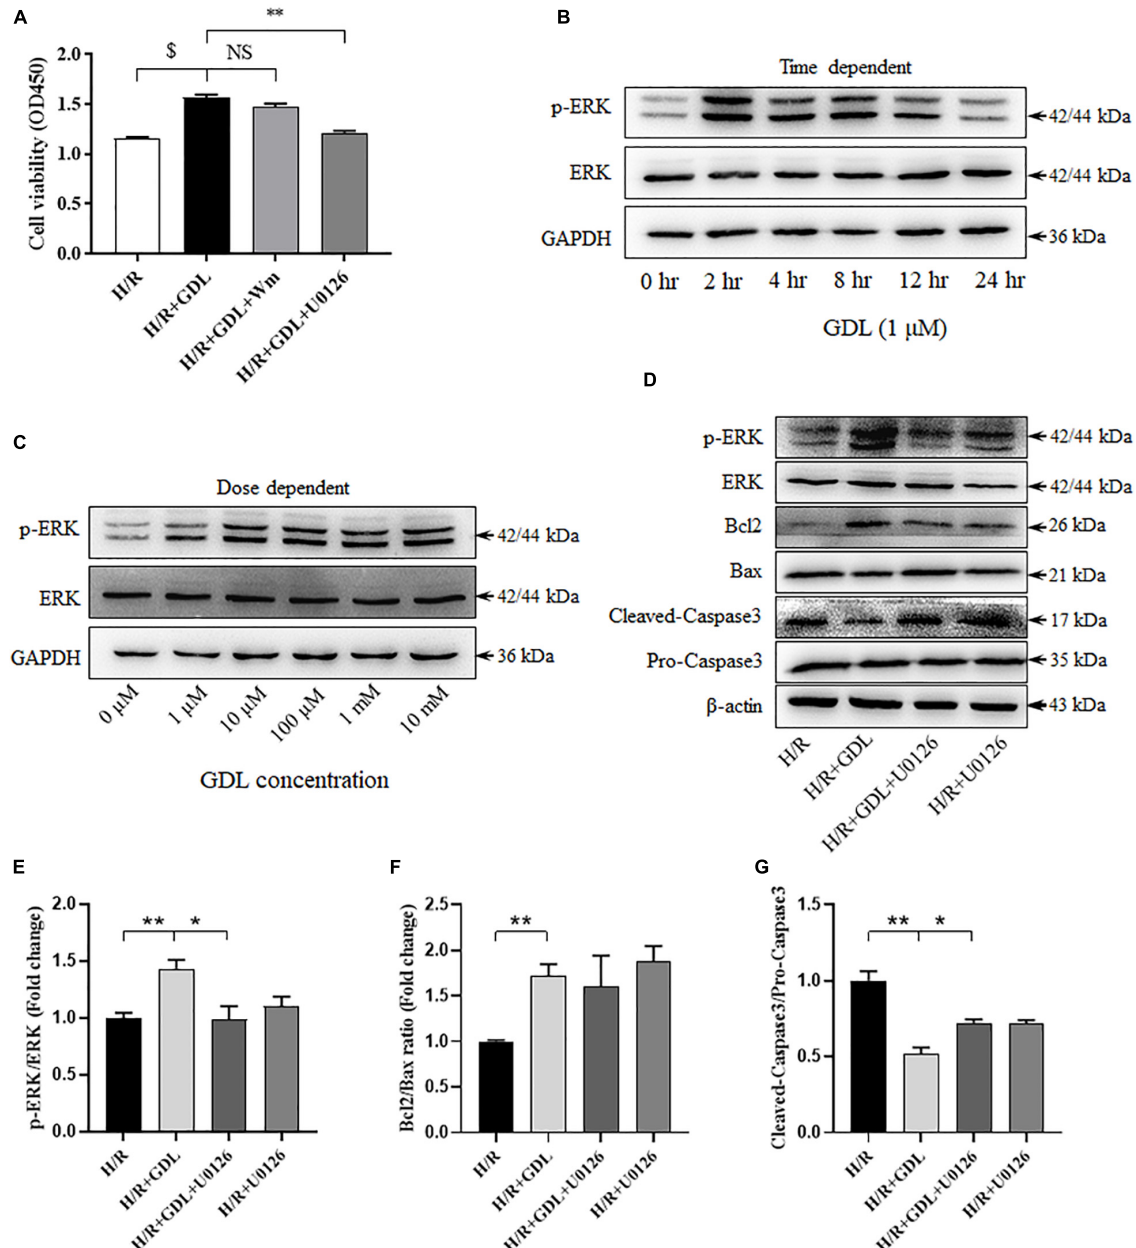 A
**
$ NS
Cell viability (OD450)
2.0
1.5
1.0
0.5
0.0
H/R
H/R+GDL
H/R+GDL+Wm
H/R+GDL+U0126
B
Time dependent
p-ERK
42/44 kDa
ERK
42/44 kDa
GAPDH
36 kDa
0 hr 2 hr 4 hr 8 hr 12 hr 24 hr
GDL (1 μM)
C
Dose dependent
p-ERK
42/44 kDa
ERK
42/44 kDa
GAPDH
36 kDa
0 μM 1 μM 10 μM 100 μM 1 mM 10 mM
GDL concentration
D
p-ERK
42/44 kDa
ERK
42/44 kDa
Bcl2
26 kDa
Bax
21 kDa
Cleaved-Caspase3
17 kDa
Pro-Caspase3
35 kDa
β-actin
43 kDa
H/R
H/R+GDL
H/R+GDL+U0126
H/R+U0126
E
p-ERK/ERK (Fold change)
2.0
1.5
1.0
0.5
0.0
** *
H/R
H/R+GDL
H/R+GDL+U0126
H/R+U0126
F
Bcl2/Bax ratio (Fold change)
2.5
2.0
1.5
1.0
0.5
0.0
**
H/R
H/R+GDL
H/R+GDL+U0126
H/R+U0126
G
Cleaved-Caspase3/Pro-Caspase3
1.5
1.0
0.5
0.0
** *
H/R
H/R+GDL
H/R+GDL+U0126
H/R+U0126